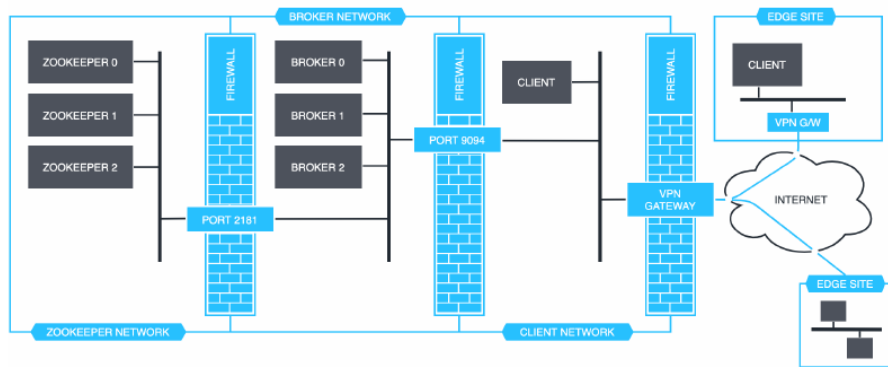 BROKER NETWORK
EDGE SITE
ZOOKEEPER 0
FIREWALL
BROKER 0
FIREWALL
CLIENT
FIREWALL
CLIENT
ZOOKEEPER 1
BROKER 1
VPN G/W
PORT 9094
ZOOKEEPER 2
BROKER 2
VPN
GATEWAY
INTERNET
PORT 2181
EDGE SITE
ZOOKEEPER NETWORK
CLIENT NETWORK